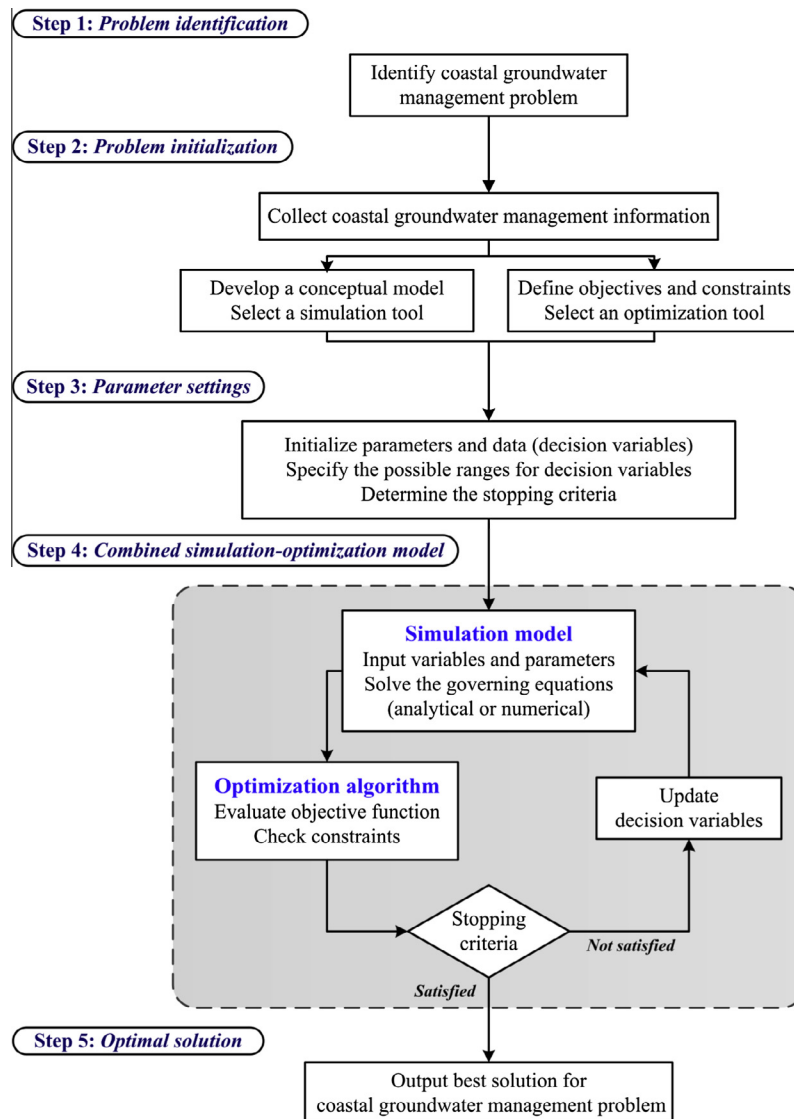 Step 1: Problem identification
Identify coastal groundwater
management problem
Step 2: Problem initialization
Collect coastal groundwater management information
Develop a conceptual model
Select a simulation tool
Define objectives and constraints
Select an optimization tool
Step 3: Parameter settings
Initialize parameters and data (decision variables)
Specify the possible ranges for decision variables
Determine the stopping criteria
Step 4: Combined simulation-optimization model
Simulation model
Input variables and parameters
Solve the governing equations
(analytical or numerical)
Optimization algorithm
Evaluate objective function
Check constraints
Update
decision variables
Stopping
criteria
Not satisfied
Satisfied
Step 5: Optimal solution
Output best solution for
coastal groundwater management problem